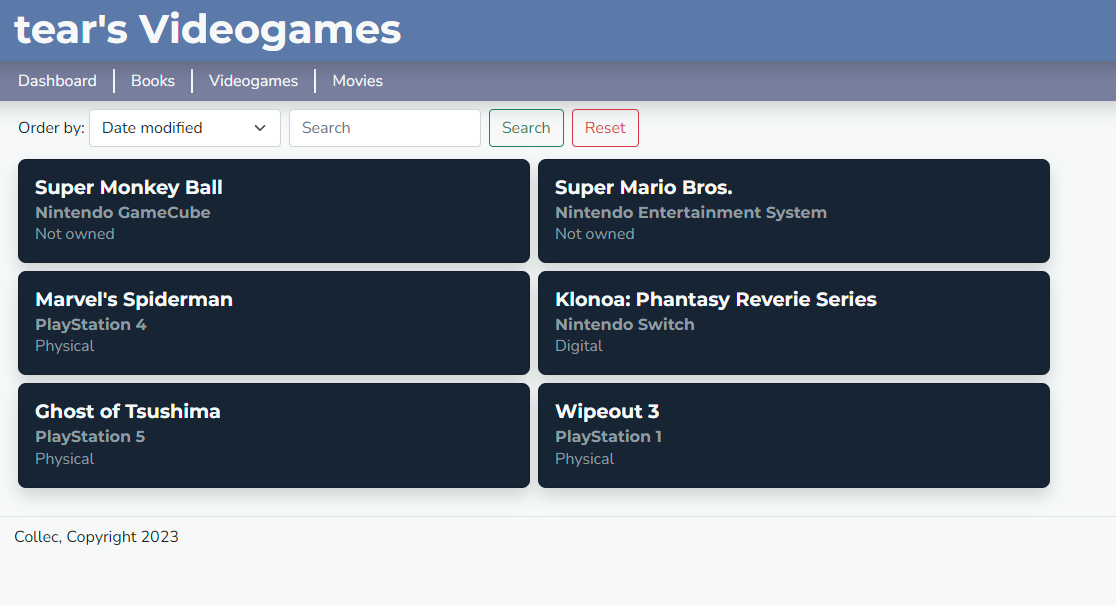 tear's Videogames
Dashboard Books Videogames Movies
Order by: Date modified Search Search Reset
Super Monkey Ball
Nintendo GameCube
Not owned
Super Mario Bros.
Nintendo Entertainment System
Not owned
Marvel's Spiderman
PlayStation 4
Physical
Klonoa: Phantasy Reverie Series
Nintendo Switch
Digital
Ghost of Tsushima
PlayStation 5
Physical
Wipeout 3
PlayStation 1
Physical
Collec, Copyright 2023